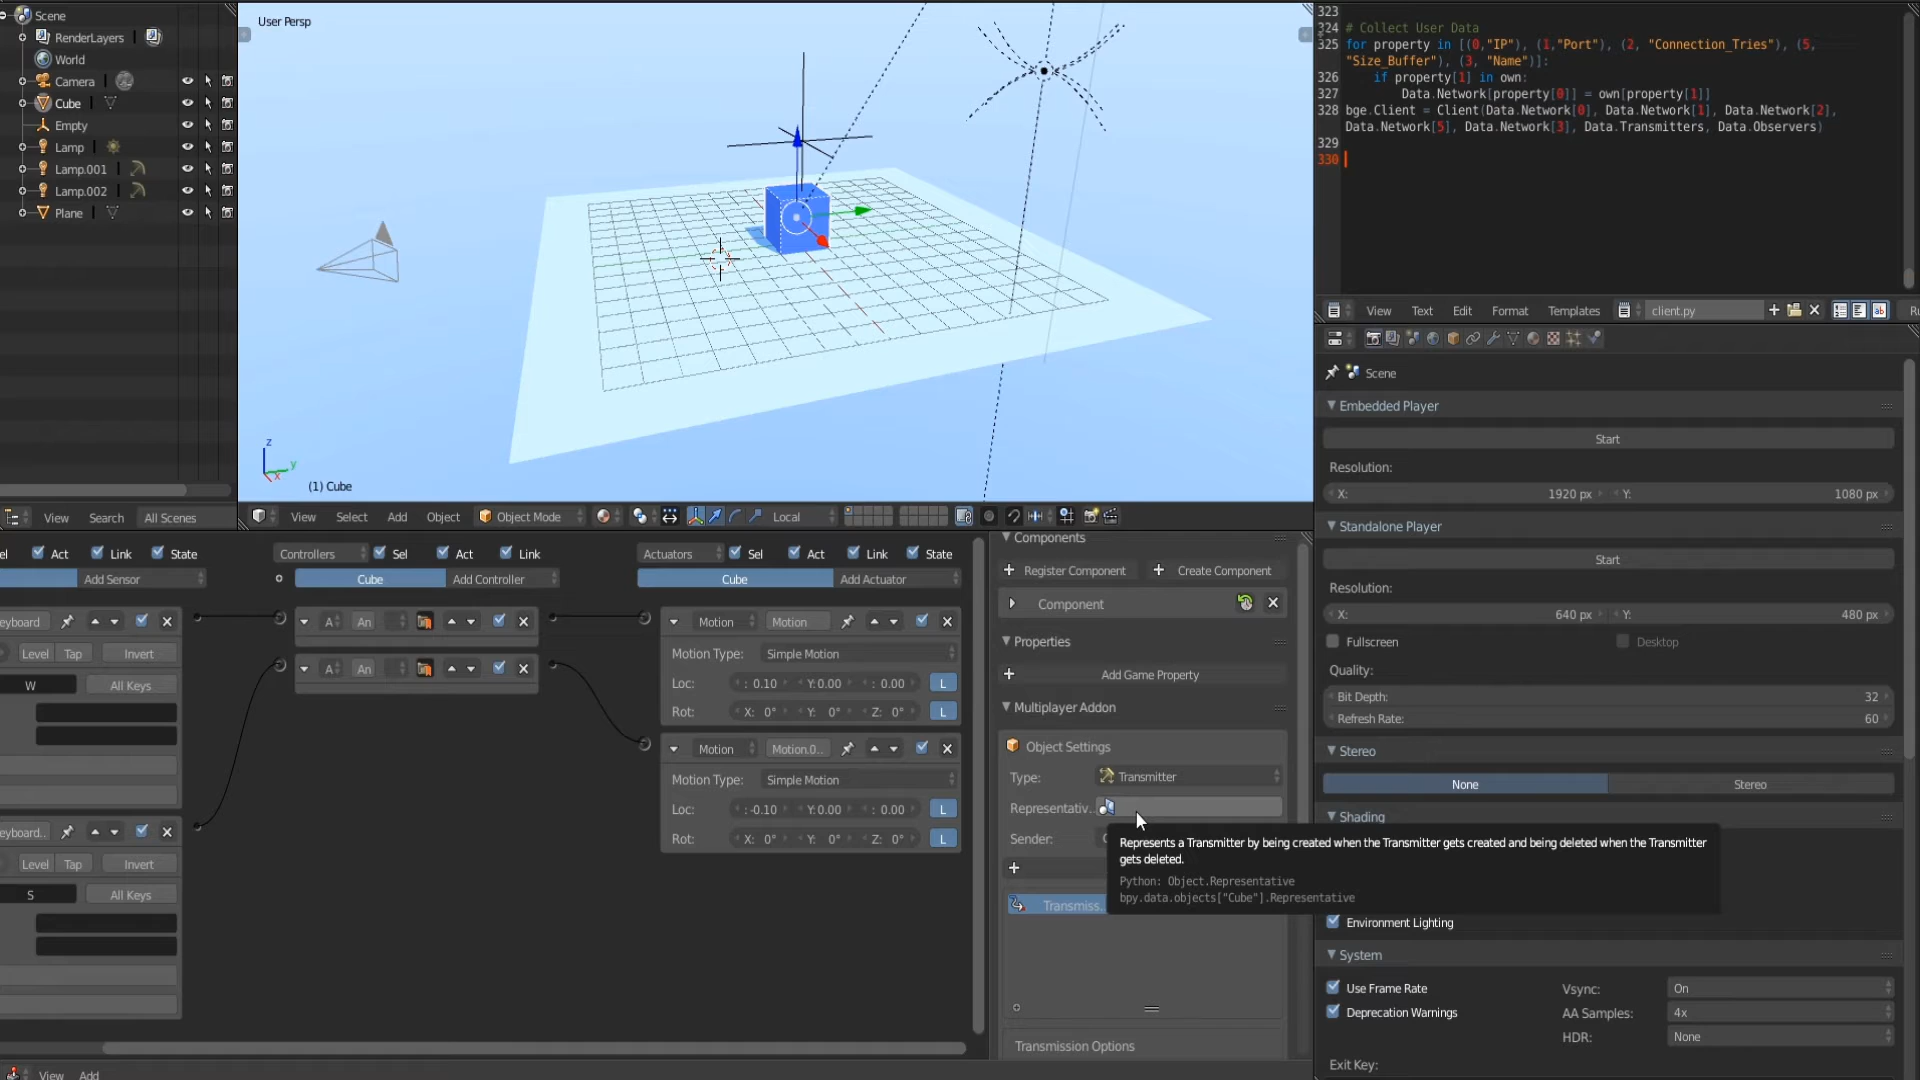 Scene
RenderLayers
World
Camera
Cube
Empty
Lamp
Lamp.001
Lamp.002
Plane
View Search All Scenes
User Persp
z
y
x
(1) Cube
View Select Add Object Object Mode Local
323
324 # Collect User Data
325 for property in [(0,"IP"), (1,"Port"), (2, "Connection_Tries"), (5,
"Size_Buffer"), (3, "Name")]:
326 if property[1] in own:
327 Data.Network[property[0]] = own[property[1]]
328 bge.Client = Client(Data.Network[0], Data.Network[1], Data.Network[2],
Data.Network[5], Data.Network[3], Data.Transmitters, Data.Observers)
329
330
View Text Edit Format Templates client.py Ru
Scene
Embedded Player
Start
Resolution:
X: 1920 px Y: 1080 px
Standalone Player
Start
Resolution:
X: 640 px Y: 480 px
Fullscreen Desktop
Quality:
Bit Depth: 32
Refresh Rate: 60
Stereo
None Stereo
Shading
Environment Lighting
System
Use Frame Rate Vsync: On
Deprecation Warnings AA Samples: 4x
HDR: None
Exit Key:
el Act Link State
Add Sensor
eyboard
Level Tap Invert
W All Keys
eyboard..
Level Tap Invert
S All Keys
Controllers Sel Act Link
Cube Add Controller
A An
A An
Actuators Sel Act Link State
Cube Add Actuator
Motion Motion
Motion Type: Simple Motion
Loc: : 0.10 Y:0.00 : 0.00 L
Rot: X: 0° Y: 0° Z: 0° L
Motion Motion.0..
Motion Type: Simple Motion
Loc: :-0.10 Y:0.00 : 0.00 L
Rot: X: 0° Y: 0° Z: 0° L
Components
Register Component Create Component
Component
Properties
Add Game Property
Multiplayer Addon
Object Settings
Type: Transmitter
Representativ..
Sender:
Transmiss..
Represents a Transmitter by being created when the Transmitter gets created and being deleted when the Transmitter
gets deleted.
Python: Object.Representative
bpy.data.objects["Cube"].Representative
Transmission Options
View Add